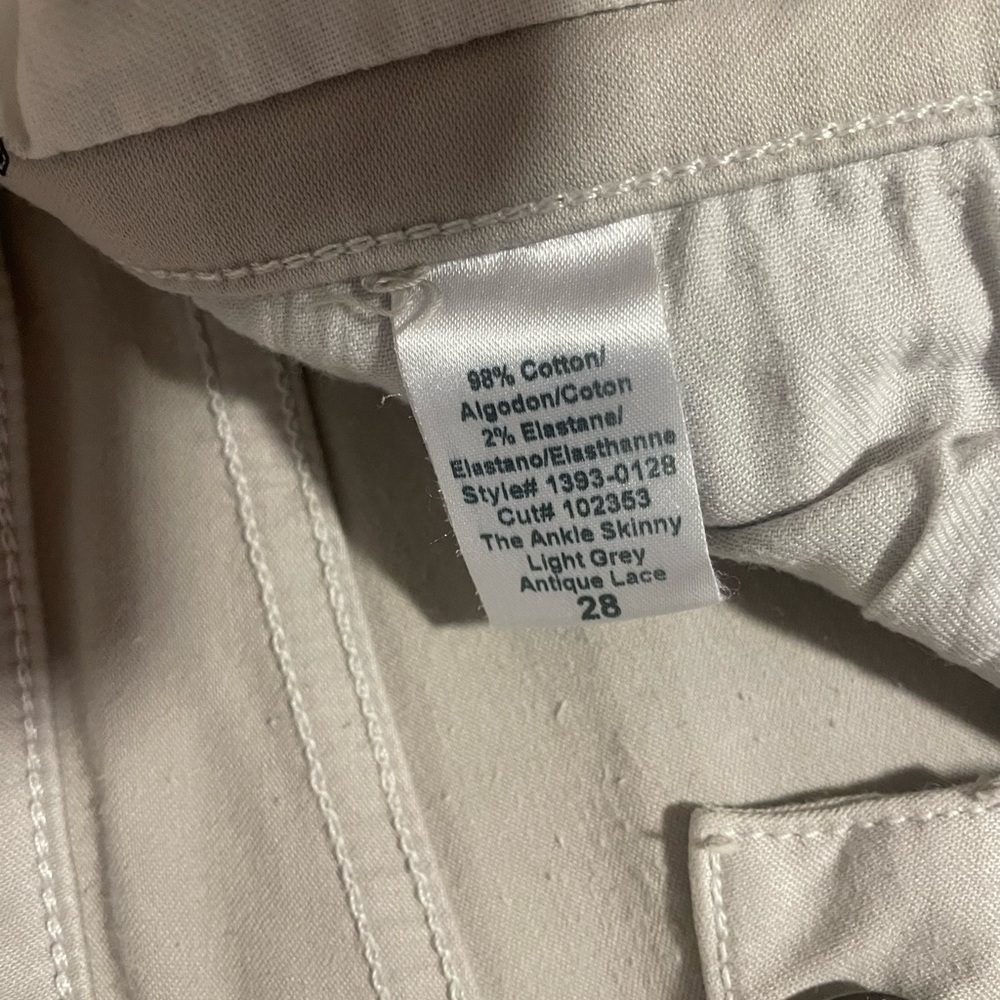 98% Cotton/
Algodon/Coton
2% Elastane/
Elastano/Elasthanne
Style# 1393-0128
Cut# 102353
The Ankle Skinny
Light Grey
Antique Lace
28